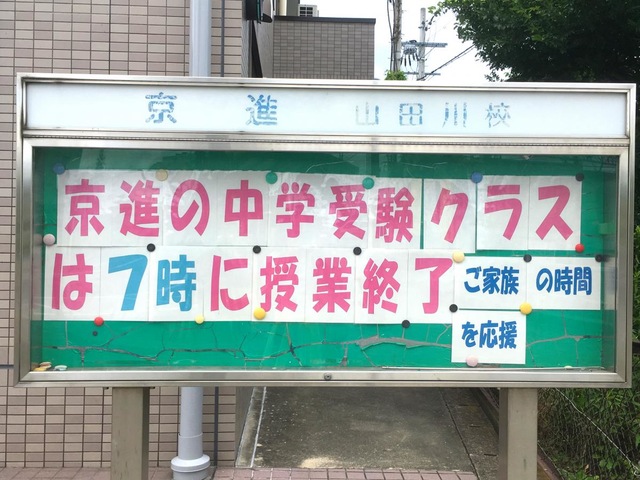 京進 山田川校
京進の中学受験クラス
は7時に授業終了 ご家族の時間
を応援